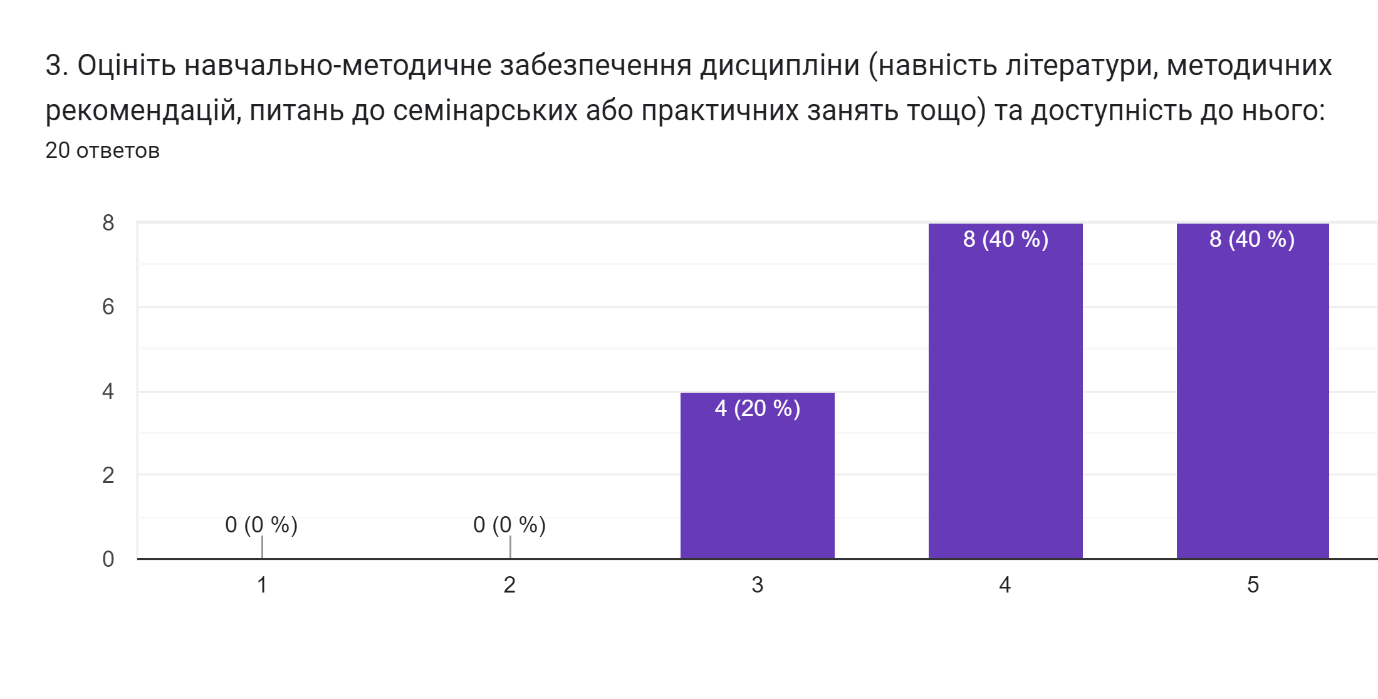 3. Оцініть навчально-методичне забезпечення дисципліни (навність літератури, методичних
рекомендацій, питань до семінарських або практичних занять тощо) та доступність до нього:
20 ответов
8
6
4
2
0
0 (0 %)
0 (0 %)
4 (20 %)
8 (40 %)
8 (40 %)
1
2
3
4
5